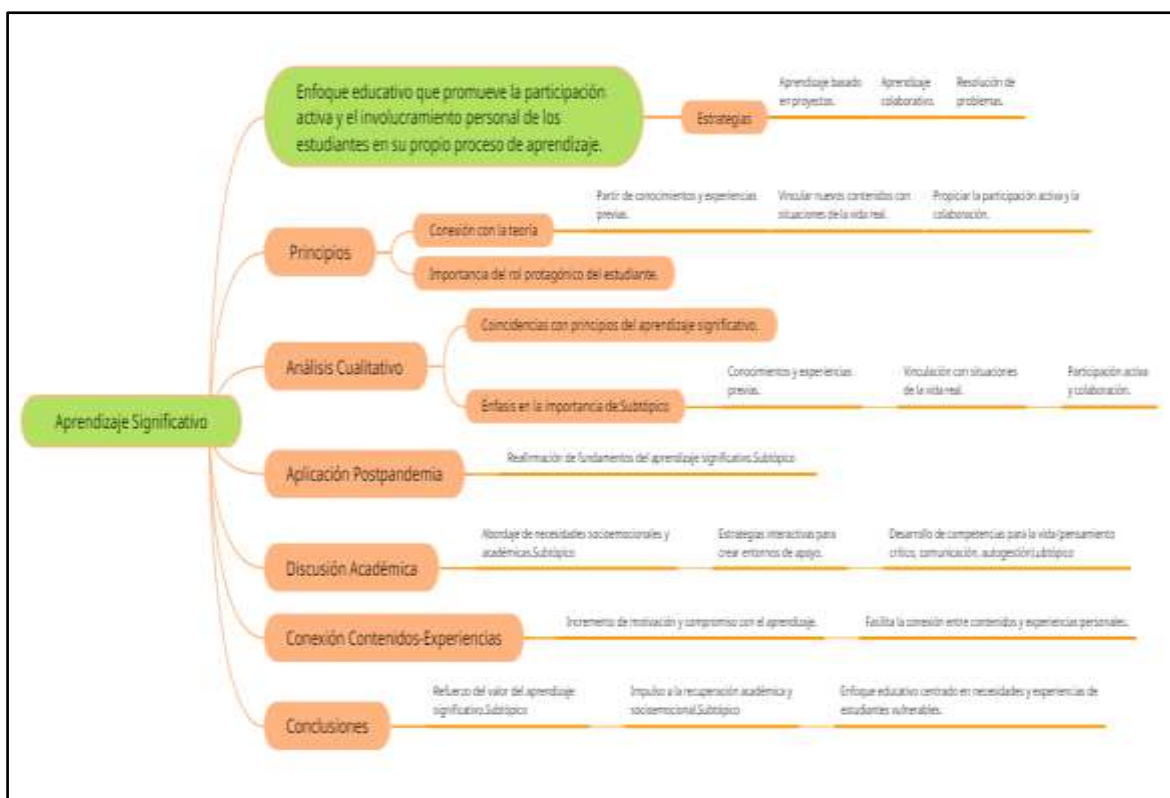 Enfoque educativo que promueve la participación
activa y el involucramiento personal de los
estudiantes en su propio proceso de aprendizaje.
Estrategias
Aprendizaje basado
en proyectos.
Aprendizaje
colaborativo.
Resolución de
problemas.
Principios
Conexión con la teoría
Partir de conocimientos y experiencias
previas.
Vincular nuevos contenidos con
situaciones de la vida real.
Propiciar la participación activa y la
colaboración.
Importancia del rol protagónico del estudiante.
Análisis Cualitativo
Coincidencias con principios del aprendizaje significativo.
Énfasis en la importancia de:Subtópico
Conocimientos y experiencias
previas.
Vinculación con situaciones
de la vida real.
Participación activa
y colaboración.
Aprendizaje Significativo
Aplicación Postpandemia
Reafirmación de fundamentos del aprendizaje significativo.Subtópico
Discusión Académica
Abordaje de necesidades socioemocionales y
académicas.Subtópico
Estrategias interactivas para
crear entornos de apoyo.
Desarrollo de competencias para la vida (pensamiento
crítico, comunicación, autogestión).ubtópico
Conexión Contenidos-Experiencias
Incremento de motivación y compromiso con el aprendizaje.
Facilita la conexión entre contenidos y experiencias personales.
Conclusiones
Refuerzo del valor del aprendizaje
significativo.Subtópico
Impulso a la recuperación académica y
socioemocional.Subtópico
Enfoque educativo centrado en necesidades y experiencias de
estudiantes vulnerables.